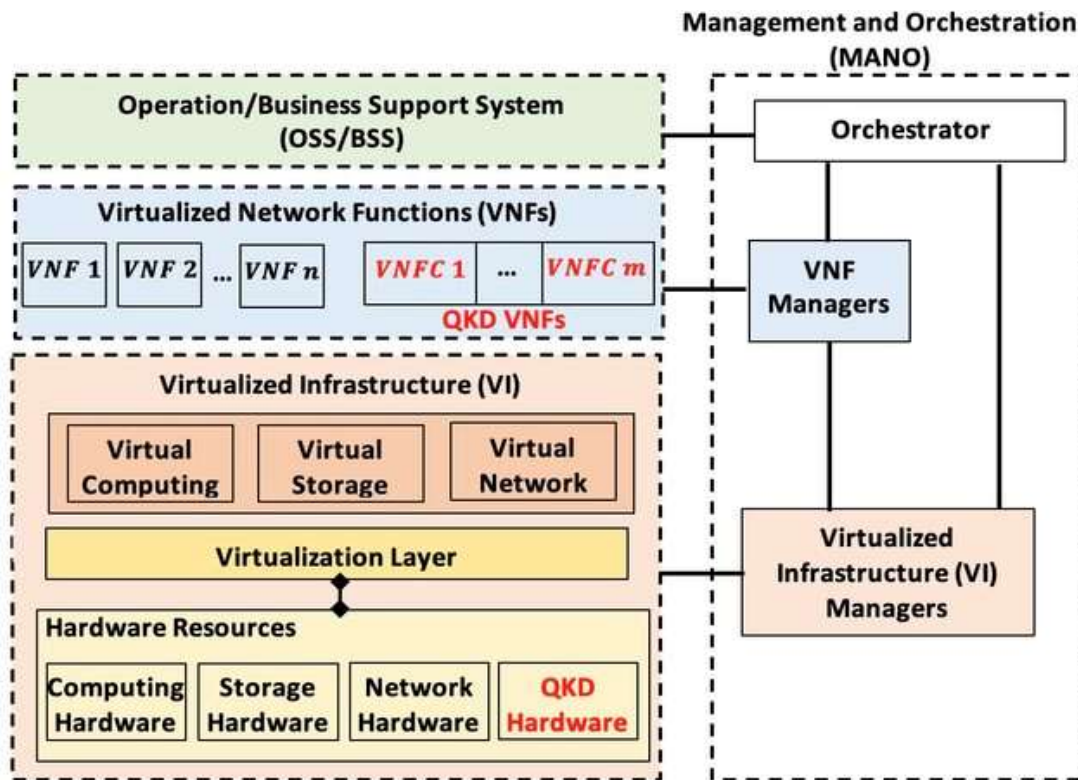 Management and Orchestration
(MANO)
Operation/Business Support System
(OSS/BSS)
Orchestrator
Virtualized Network Functions (VNFs)
VNF 1
VNF 2
...
VNF n
VNFC 1
...
VNFC m
QKD VNFs
VNF
Managers
Virtualized Infrastructure (VI)
Virtual
Computing
Virtual
Storage
Virtual
Network
Virtualization Layer
Virtualized
Infrastructure (VI)
Managers
Hardware Resources
Computing
Hardware
Storage
Hardware
Network
Hardware
QKD
Hardware